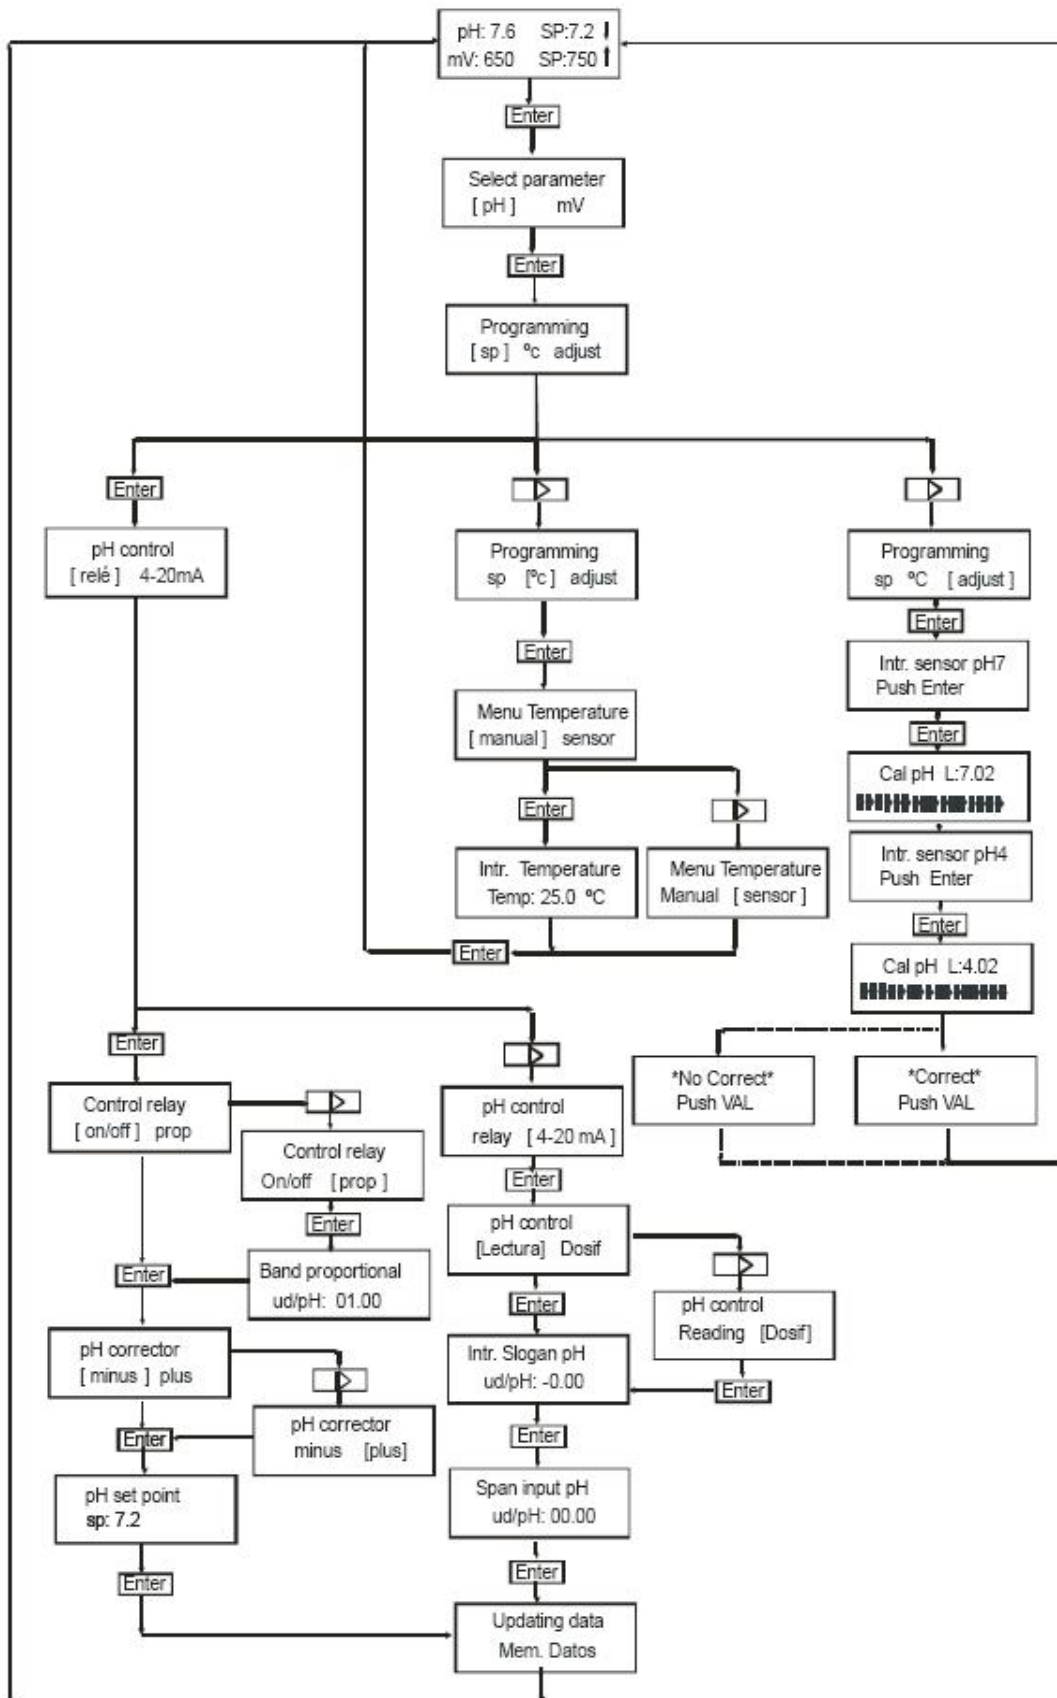 pH: 7.6 SP:7.2
mV: 650 SP:750
Enter
Select parameter
[ pH ] mV
Enter
Programming
[ sp ] ºc adjust
Enter
pH control
[ relé ] 4-20mA
Programming
sp [ºc] adjust
Enter
Menu Temperature
[ manual ] sensor
Enter
Intr. Temperature
Temp: 25.0 ºC
Menu Temperature
Manual [ sensor ]
Enter
Programming
sp ºC [ adjust ]
Enter
Intr. sensor pH7
Push Enter
Enter
Cal pH L:7.02
Intr. sensor pH4
Push Enter
Enter
Cal pH L:4.02
*No Correct*
Push VAL
*Correct*
Push VAL
Enter
Control relay
[ on/off ] prop
Control relay
On/off [ prop ]
Enter
Band proportional
ud/pH: 01.00
Enter
pH corrector
[ minus ] plus
pH corrector
minus [plus]
Enter
pH set point
sp: 7.2
Enter
pH control
relay [ 4-20 mA ]
Enter
pH control
[Lectura] Dosif
pH control
Reading [Dosif]
Enter
Enter
Intr. Slogan pH
ud/pH: -0.00
Enter
Span input pH
ud/pH: 00.00
Enter
Updating data
Mem. Datos